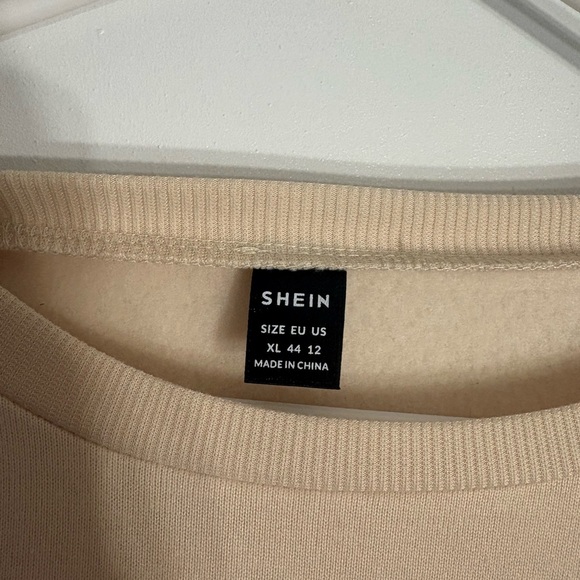 SHEIN
SIZE EU US
XL 44 12
MADE IN CHINA